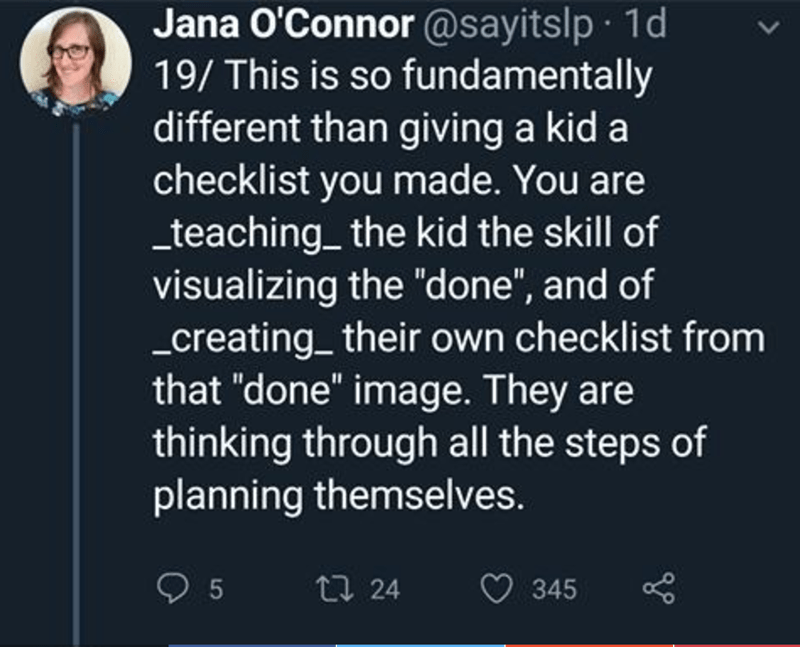 Jana O'Connor @sayitslp · 1d
19/ This is so fundamentally
different than giving a kid a
checklist you made. You are
_teaching_ the kid the skill of
visualizing the "done", and of
_creating_ their own checklist from
that "done" image. They are
thinking through all the steps of
planning themselves.
5 24 345